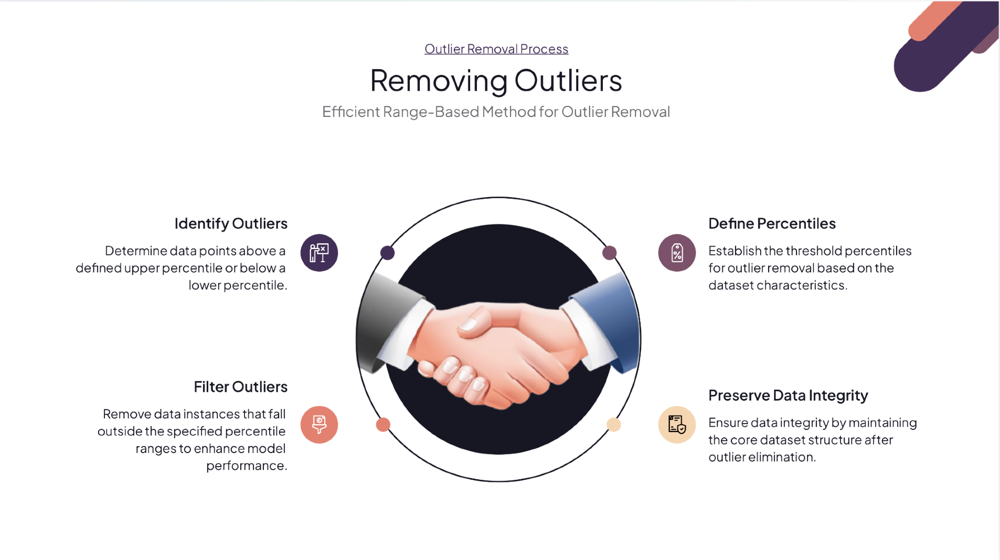 Outlier Removal Process
Removing Outliers
Efficient Range-Based Method for Outlier Removal
Identify Outliers
Determine data points above a
defined upper percentile or below a
lower percentile.
Define Percentiles
Establish the threshold percentiles
for outlier removal based on the
dataset characteristics.
Filter Outliers
Remove data instances that fall
outside the specified percentile
ranges to enhance model
performance.
Preserve Data Integrity
Ensure data integrity by maintaining
the core dataset structure after
outlier elimination.